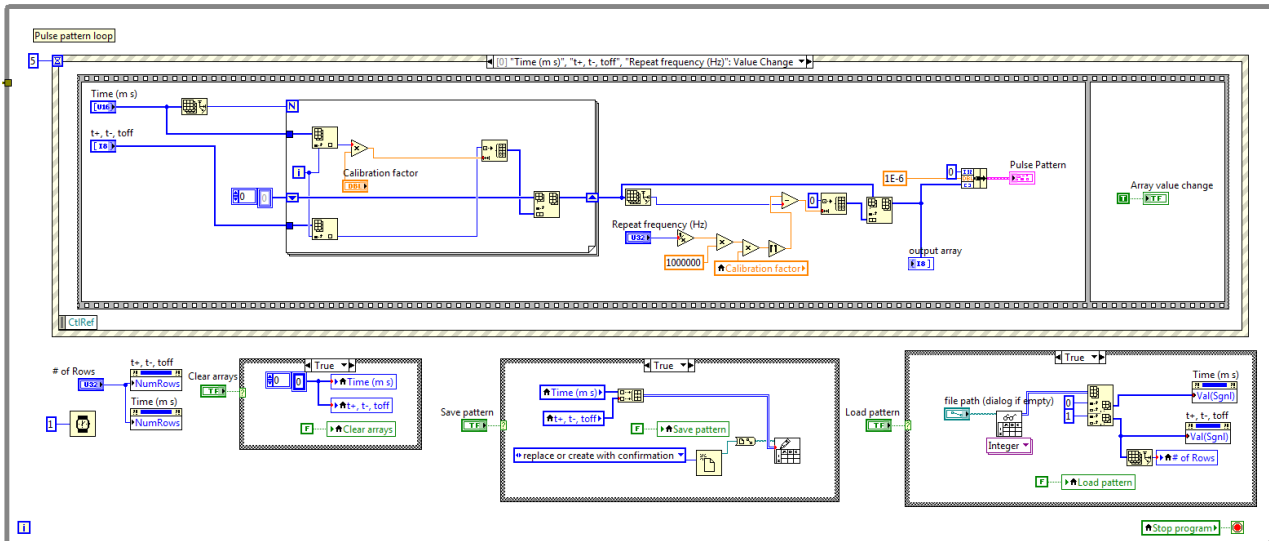 Pulse pattern loop
5
[0] "Time (m s)", "t+, t-, toff", "Repeat frequency (Hz)": Value Change
Time (m s)
U16
N
t+, t-, toff
I8
i
Calibration factor
DBL
0
0
Repeat frequency (Hz)
U32
1000000
Calibration factor
0
1E-6
0
Pulse Pattern
output array
I8
Array value change
T
TF
CtlRef
# of Rows
U32
t+, t-, toff
NumRows
Time (m s)
NumRows
1
Clear arrays
TF
True
0
0
Time (m s)
t+, t-, toff
F
Clear arrays
Save pattern
TF
True
Time (m s)
t+, t-, toff
F
Save pattern
replace or create with confirmation
Load pattern
TF
True
file path (dialog if empty)
Integer
0
1
Time (m s)
Val(Sgnl)
t+, t-, toff
Val(Sgnl)
# of Rows
F
Load pattern
i
Stop program